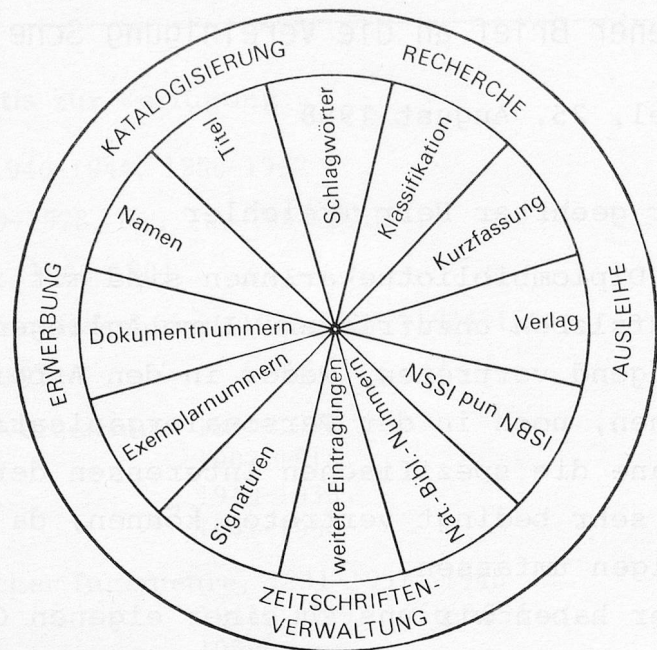 KATALOGISIERUNG
RECHERCHE
AUSLEIHE
ZEITSCHRIFTEN-
VERWALTUNG
ERWERBUNG
Titel
Schlagwörter
Klassifikation
Kurzfassung
Verlag
ISBN und ISSN
Nat.-Bibl.-Nummern
weitere Eintragungen
Signaturen
Exemplarnummern
Dokumentnummern
Namen